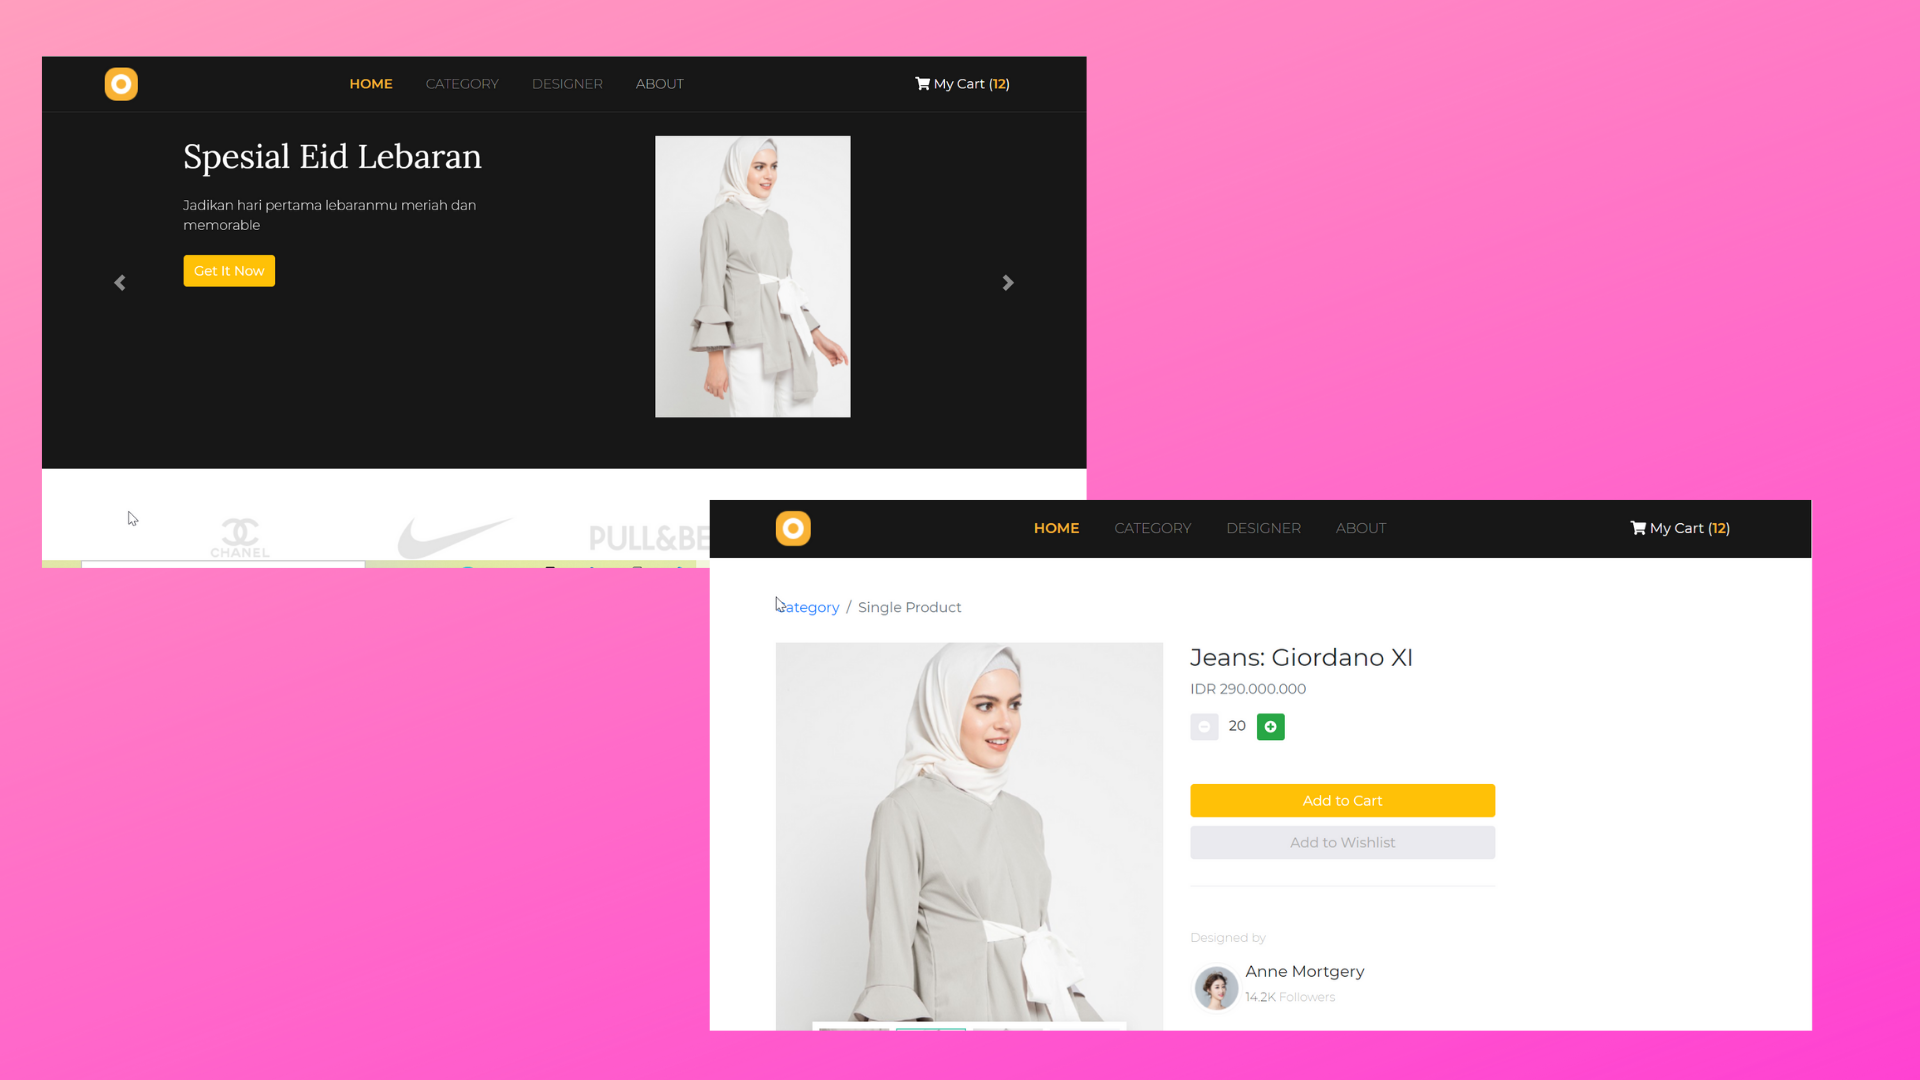 HOME CATEGORY DESIGNER ABOUT My Cart (12)
Spesial Eid Lebaran
Jadikan hari pertama lebaranmu meriah dan
memorable
Get It Now
CHANEL
HOME CATEGORY DESIGNER ABOUT My Cart (12)
Category / Single Product
Jeans: Giordano XI
IDR 290.000.000
20
Add to Cart
Add to Wishlist
Designed by
Anne Mortgery
14.2K Followers